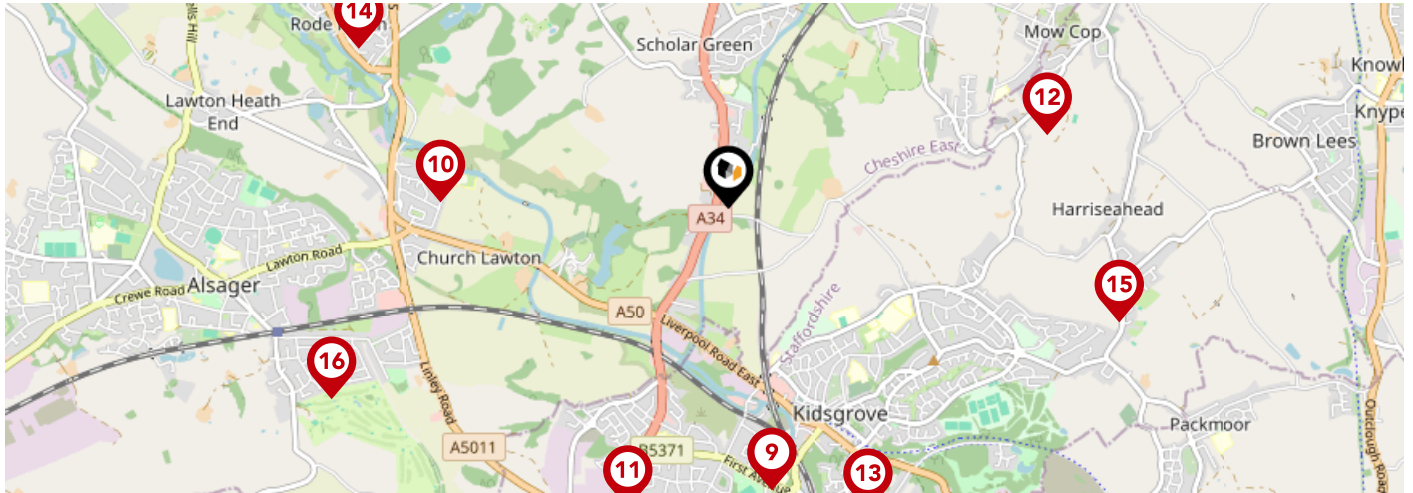 14
Rode
Scholar Green
Mow Cop
Knowl
Lawton Heath
End
12
Knype
Brown Lees
Cheshire East
10
A34
Harriseahead
Church Lawton
Lawton Road
Crewe Road
Alsager
15
A50
Staffordshire
Liverpool Road East
16
Linley Road
Kidsgrove
Packmoor
Outclough Road
A5011
B5371
First Avenue
9
11
13